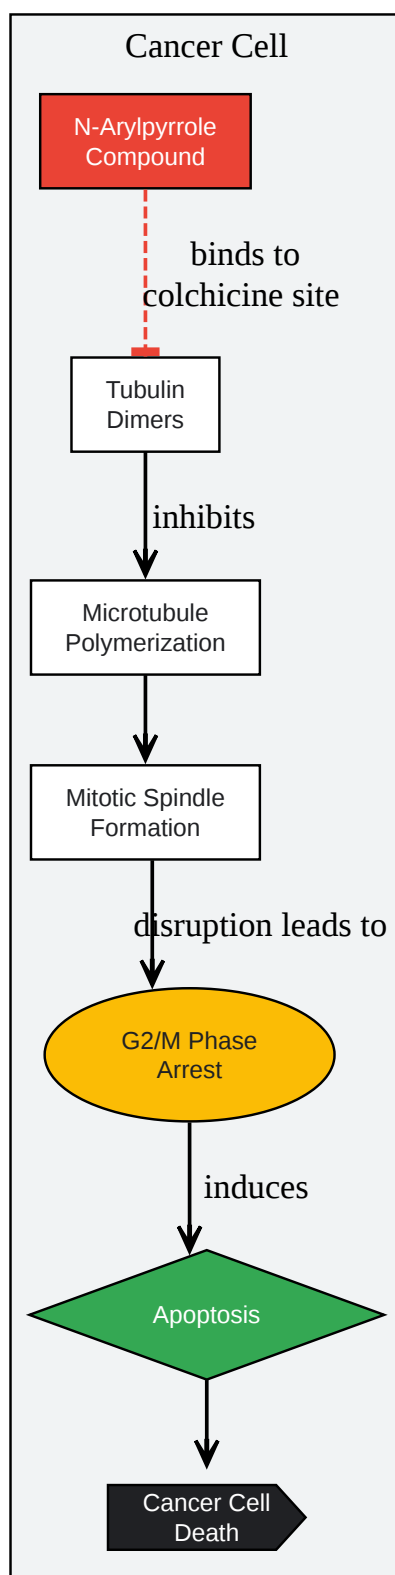 Cancer Cell
N-Arylpyrrole
Compound
binds to
colchicine site
Tubulin
Dimers
inhibits
Microtubule
Polymerization
Mitotic Spindle
Formation
disruption leads to
G2/M Phase
Arrest
induces
Apoptosis
Cancer Cell
Death